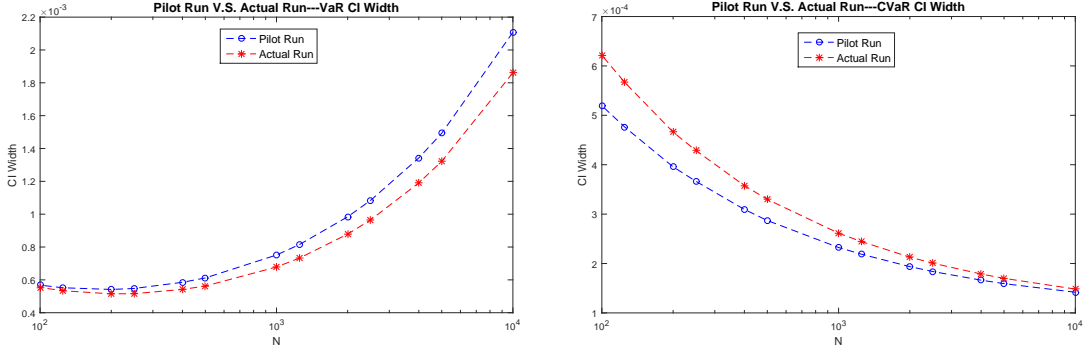 Pilot Run V.S. Actual Run---VaR CI Width
×10⁻³
2.2
2
1.8
1.6
1.4
1.2
1
0.8
0.6
0.4
CI Width
Pilot Run
Actual Run
10²
10³
10⁴
N
Pilot Run V.S. Actual Run---CVaR CI Width
×10⁻⁴
7
6
5
4
3
2
1
CI Width
Pilot Run
Actual Run
10²
10³
10⁴
N